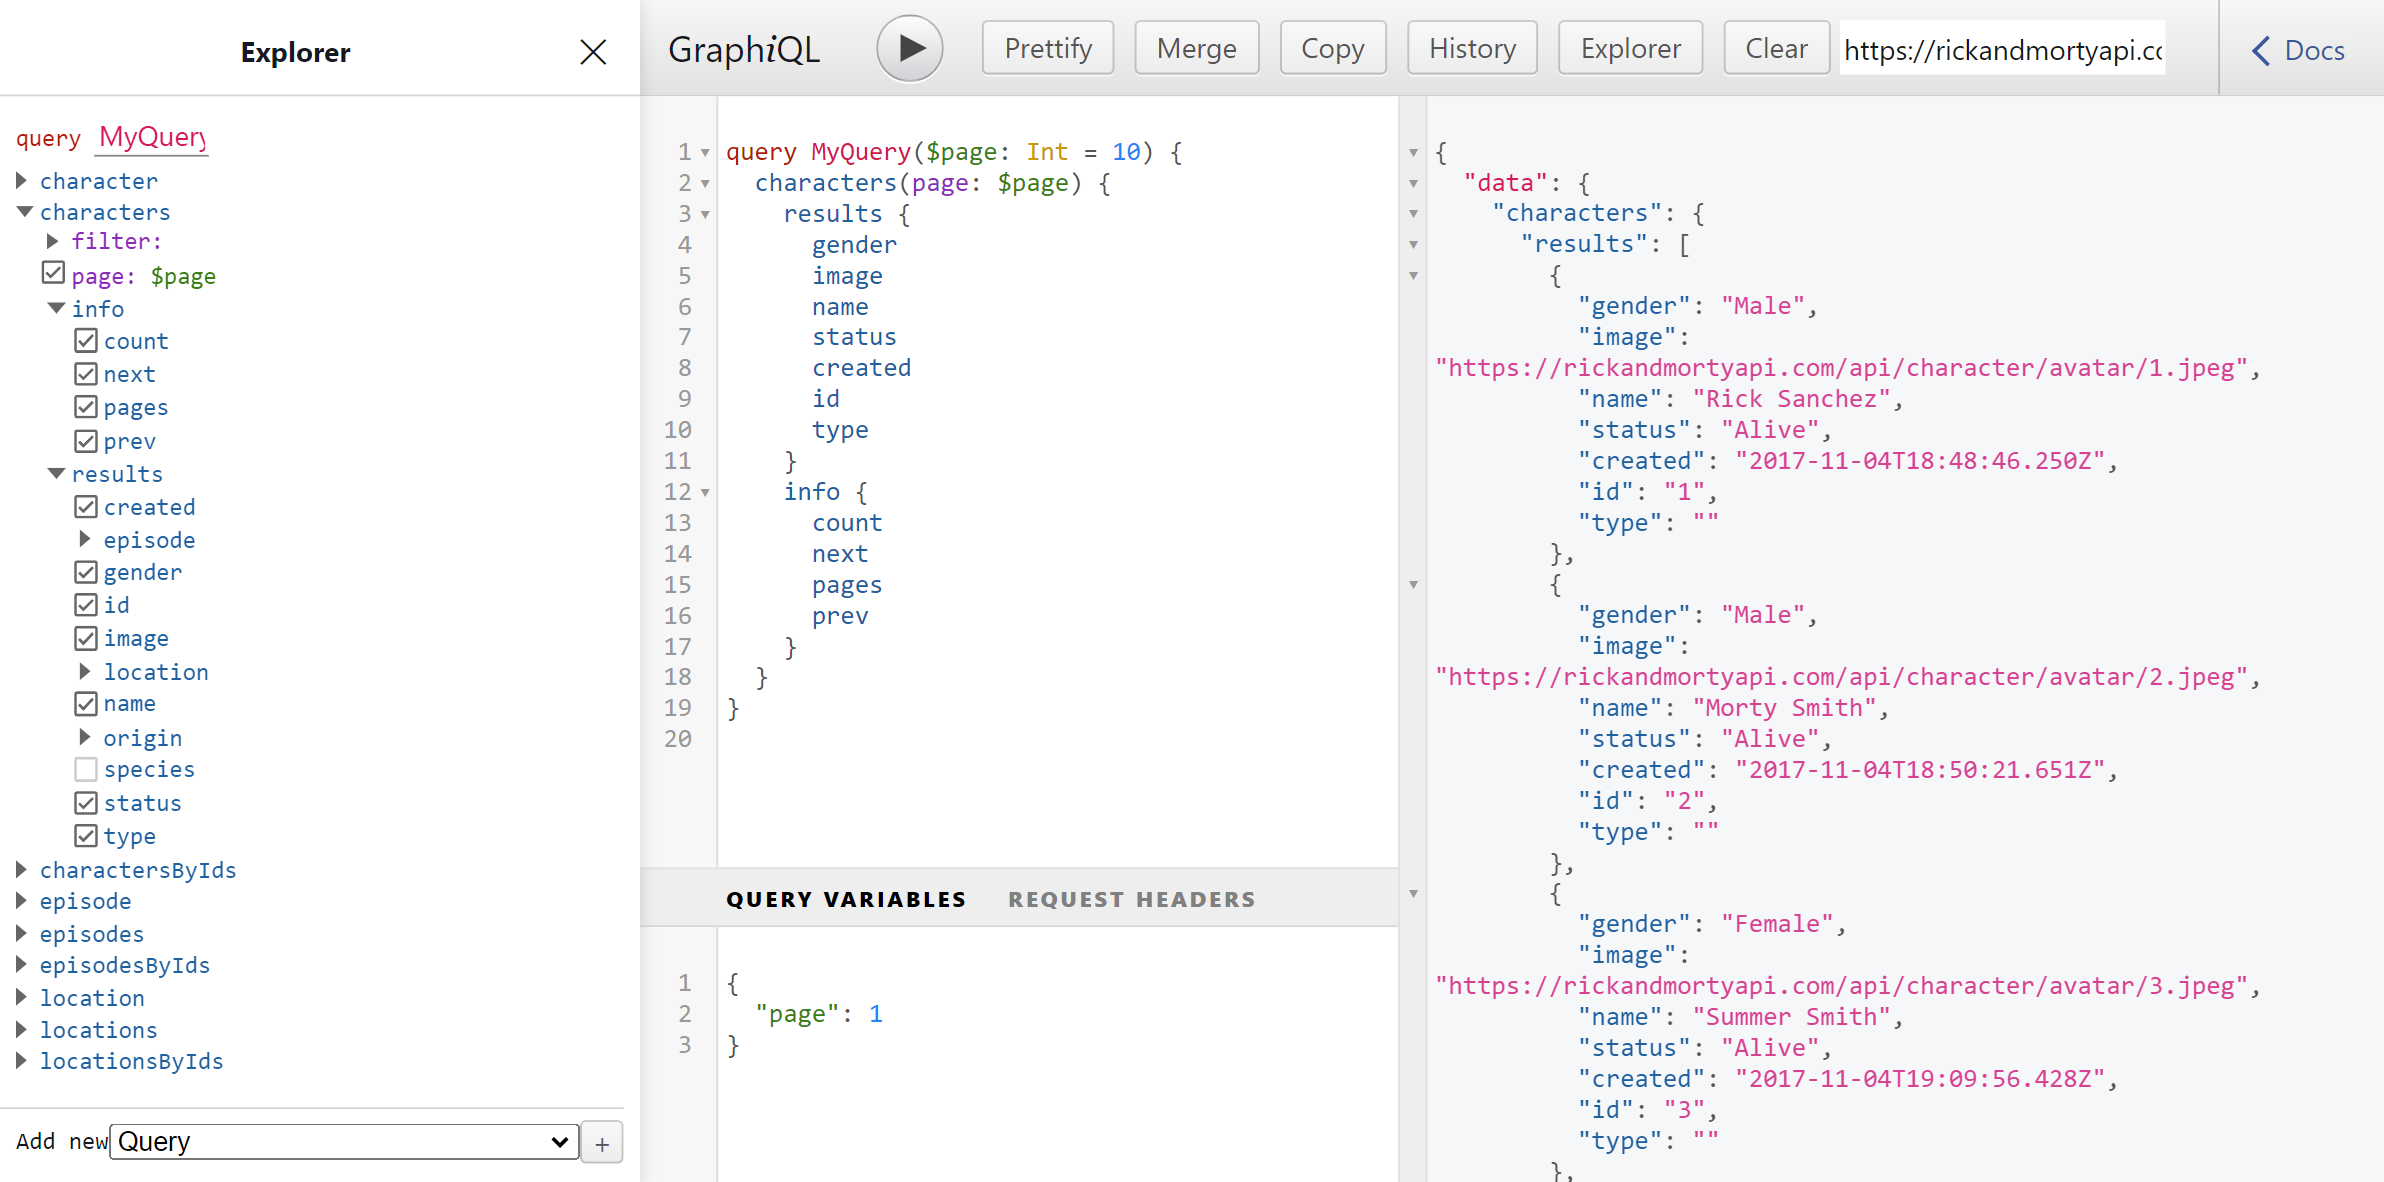 Explorer
query MyQuery
character
characters
filter:
page: $page
info
count
next
pages
prev
results
created
episode
gender
id
image
location
name
origin
species
status
type
charactersByIds
episode
episodes
episodesByIds
location
locations
locationsByIds
Add new Query +
GraphiQL Prettify Merge Copy History Explorer Clear https://rickandmortyapi.co Docs
1 query MyQuery($page: Int = 10) {
2 characters(page: $page) {
3 results {
4 gender
5 image
6 name
7 status
8 created
9 id
10 type
11 }
12 info {
13 count
14 next
15 pages
16 prev
17 }
18 }
19 }
20
QUERY VARIABLES REQUEST HEADERS
1 {
2 "page": 1
3 }
{
"data": {
"characters": {
"results": [
{
"gender": "Male",
"image":
"https://rickandmortyapi.com/api/character/avatar/1.jpeg",
"name": "Rick Sanchez",
"status": "Alive",
"created": "2017-11-04T18:48:46.250Z",
"id": "1",
"type": ""
},
{
"gender": "Male",
"image":
"https://rickandmortyapi.com/api/character/avatar/2.jpeg",
"name": "Morty Smith",
"status": "Alive",
"created": "2017-11-04T18:50:21.651Z",
"id": "2",
"type": ""
},
{
"gender": "Female",
"image":
"https://rickandmortyapi.com/api/character/avatar/3.jpeg",
"name": "Summer Smith",
"status": "Alive",
"created": "2017-11-04T19:09:56.428Z",
"id": "3",
"type": ""
},